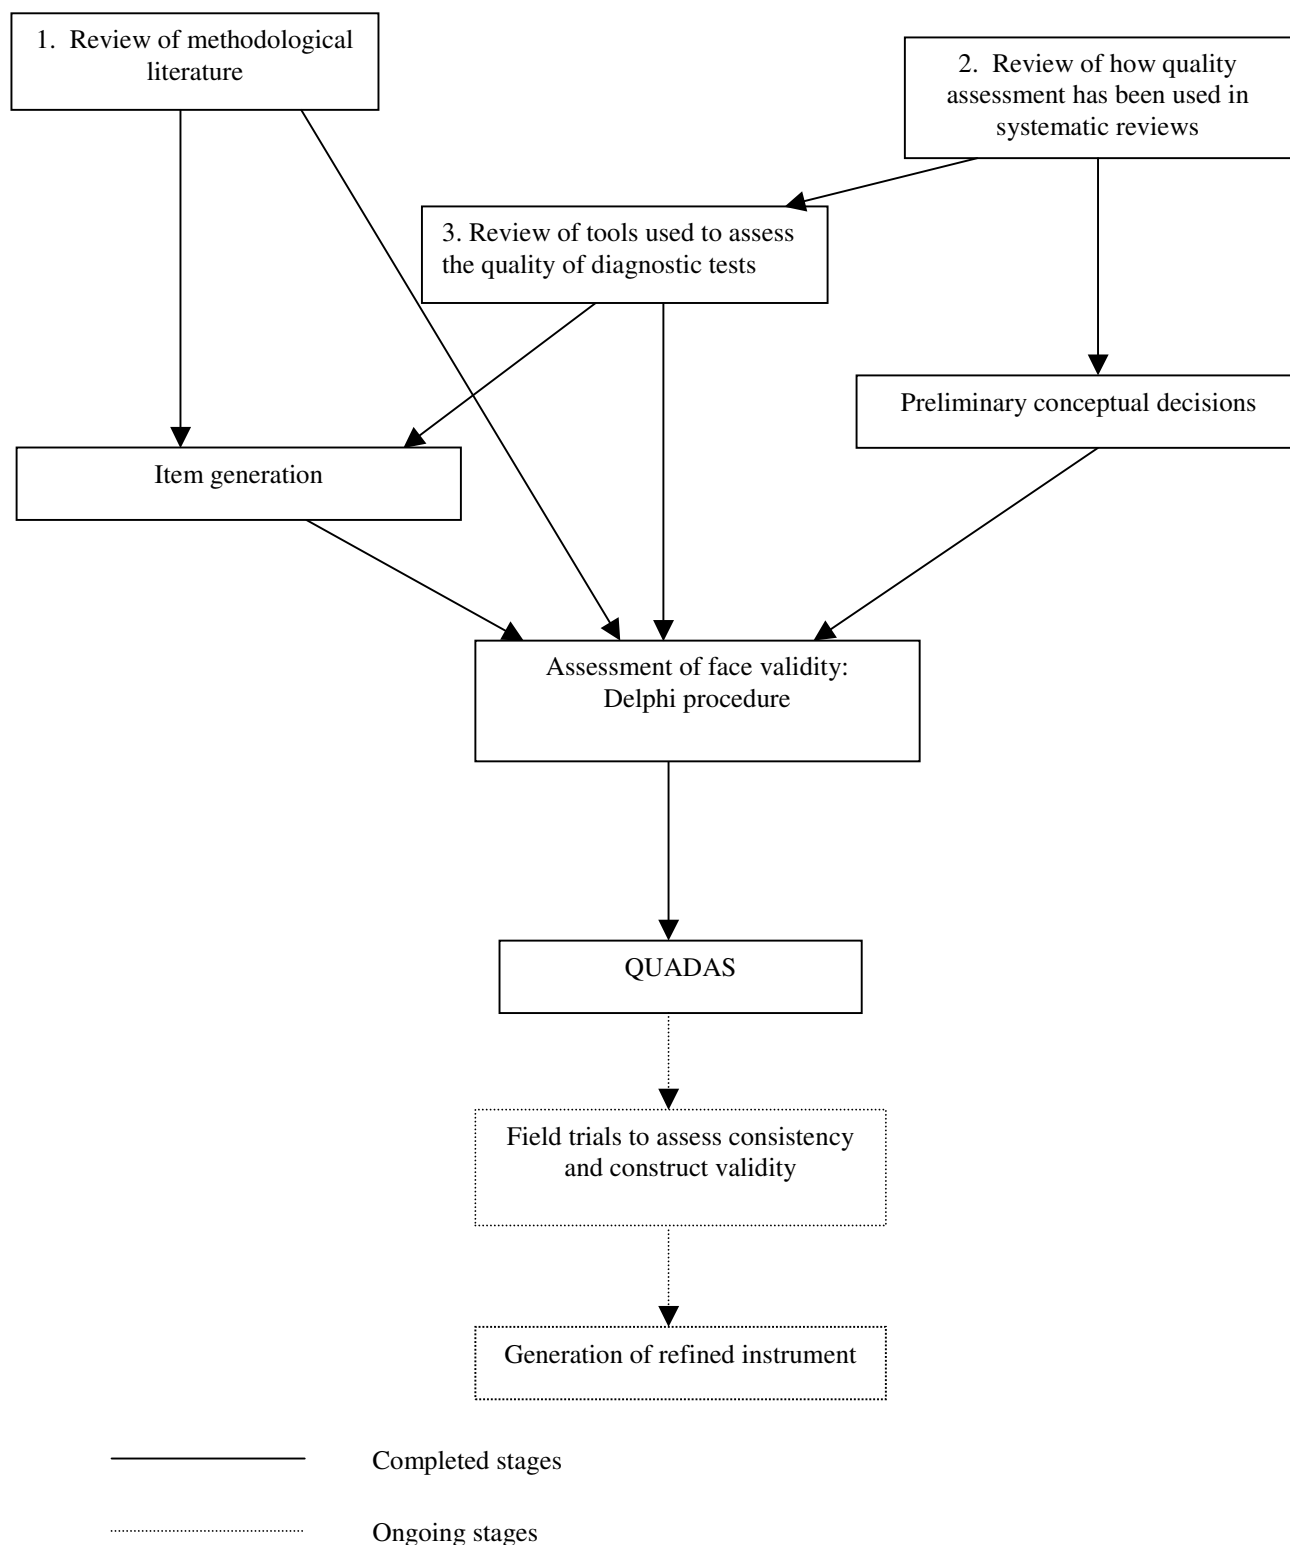 1. Review of methodological
literature
2. Review of how quality
assessment has been used in
systematic reviews
3. Review of tools used to assess
the quality of diagnostic tests
Preliminary conceptual decisions
Item generation
Assessment of face validity:
Delphi procedure
QUADAS
Field trials to assess consistency
and construct validity
Generation of refined instrument
Completed stages
Ongoing stages